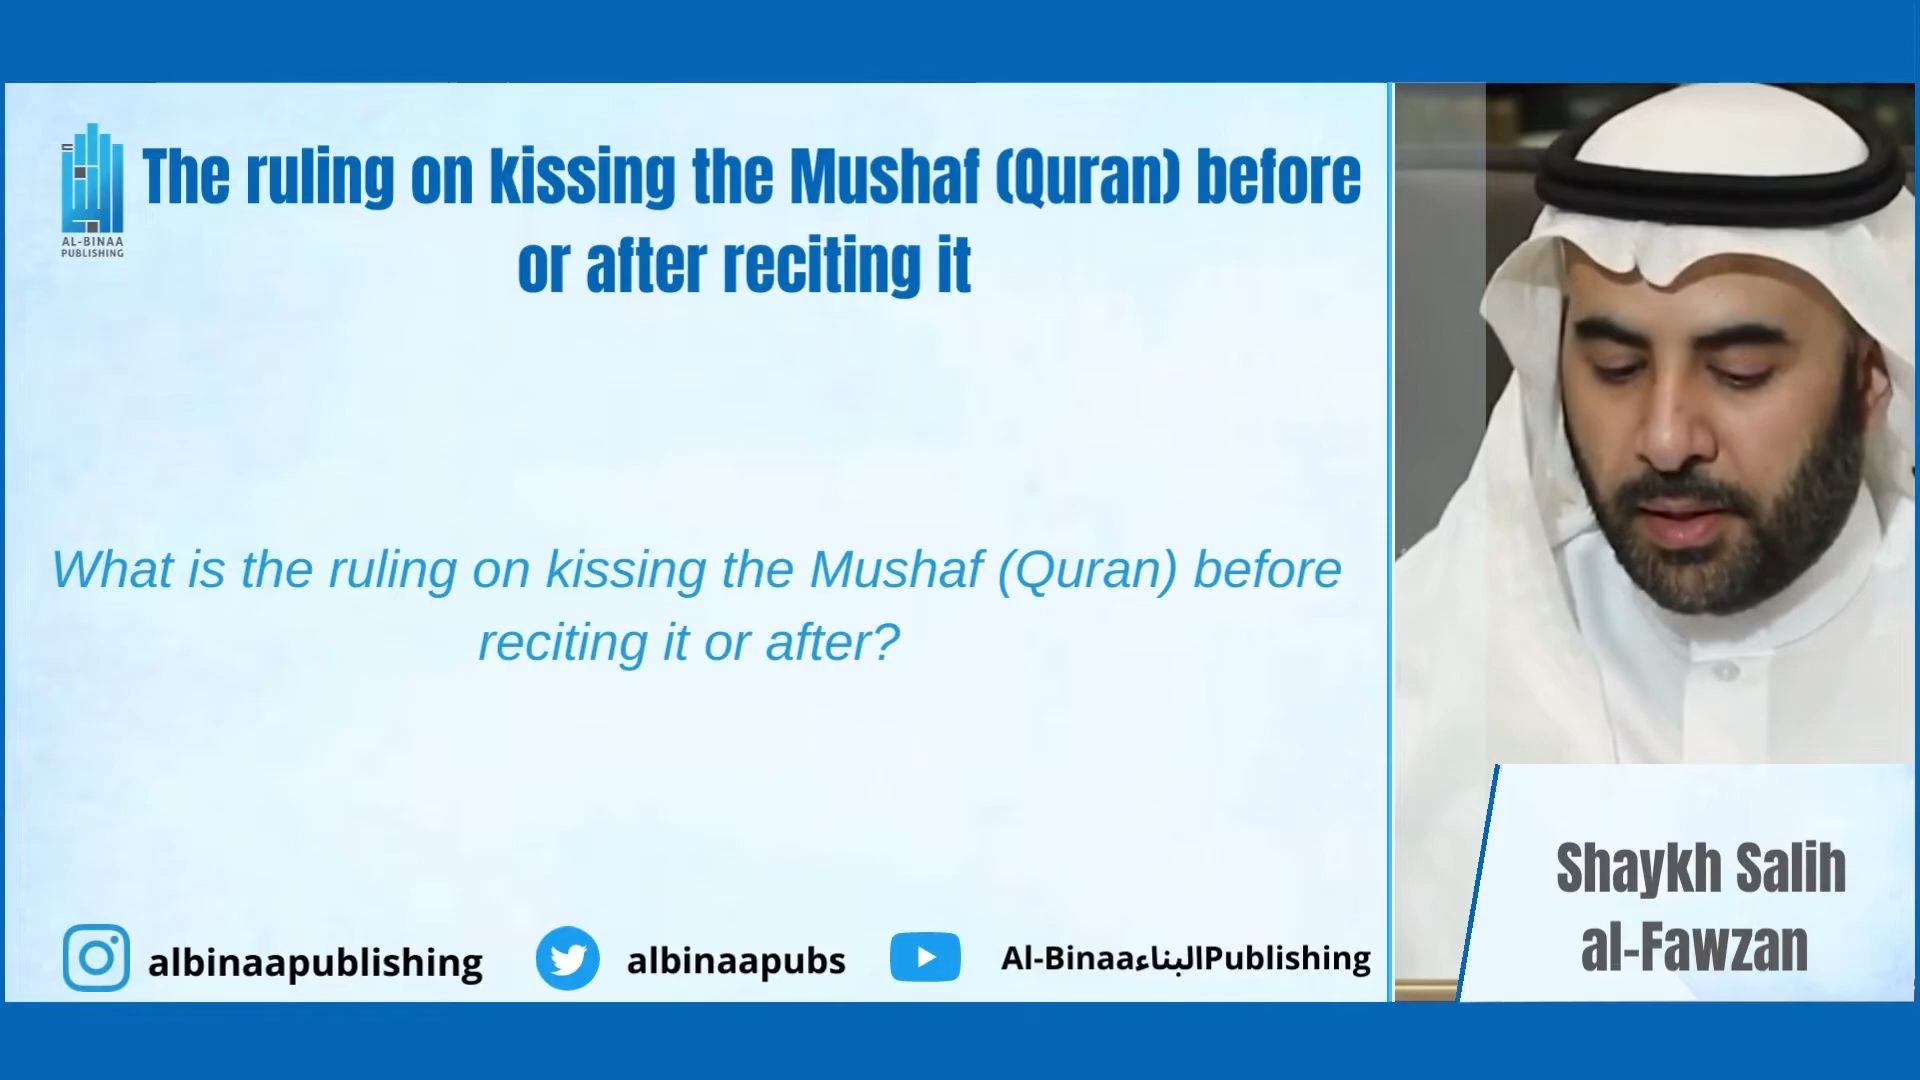 AL-BINAA
PUBLISHING
The ruling on kissing the Mushaf (Quran) before
or after reciting it
What is the ruling on kissing the Mushaf (Quran) before
reciting it or after?
albinaapublishing
albinaapubs
Al-BinaaالبناءPublishing
Shaykh Salih
al-Fawzan